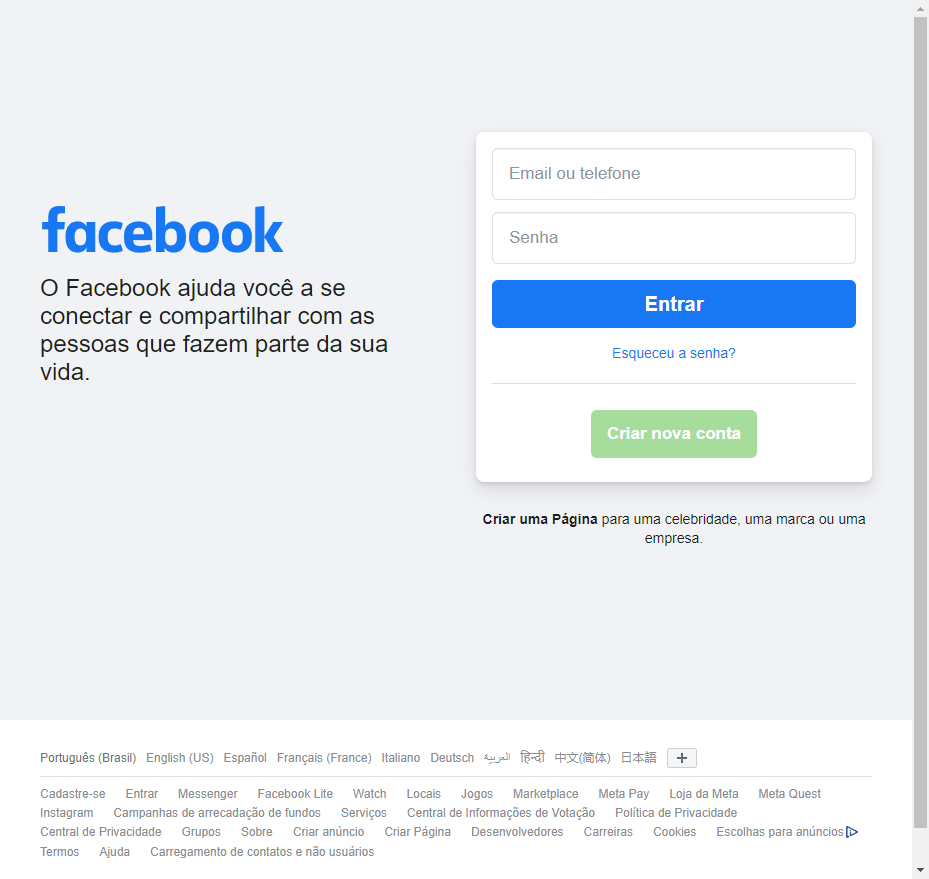 facebook
O Facebook ajuda você a se
conectar e compartilhar com as
pessoas que fazem parte da sua
vida.
Email ou telefone
Senha
Entrar
Esqueceu a senha?
Criar nova conta
Criar uma Página para uma celebridade, uma marca ou uma
empresa.
Português (Brasil) English (US) Español Français (France) Italiano Deutsch العربية हिन्दी 中文(简体) 日本語 +
Cadastre-se Entrar Messenger Facebook Lite Watch Locais Jogos Marketplace Meta Pay Loja da Meta Meta Quest
Instagram Campanhas de arrecadação de fundos Serviços Central de Informações de Votação Política de Privacidade
Central de Privacidade Grupos Sobre Criar anúncio Criar Página Desenvolvedores Carreiras Cookies Escolhas para anúncios
Termos Ajuda Carregamento de contatos e não usuários